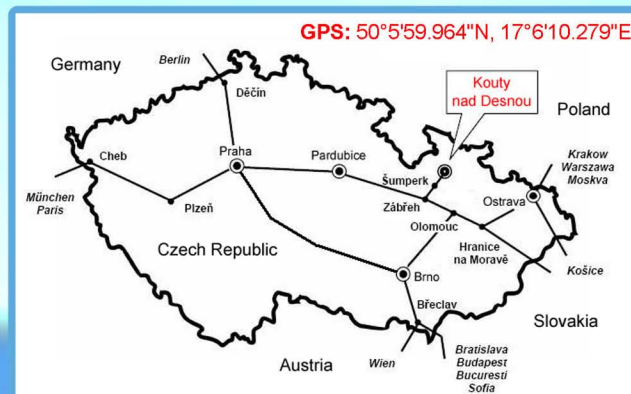 GPS: 50°5'59.964"N, 17°6'10.279"E
Germany
Berlin
Děčín
Kouty
nad Desnou
Poland
Cheb
Praha
Pardubice
Šumperk
Krakow
Warszawa
Moskva
München
Paris
Plzeň
Zábřeh
Ostrava
Olomouc
Czech Republic
Hranice
na Moravě
Košice
Brno
Břeclav
Slovakia
Austria
Wien
Bratislava
Budapest
Bucuresti
Sofia